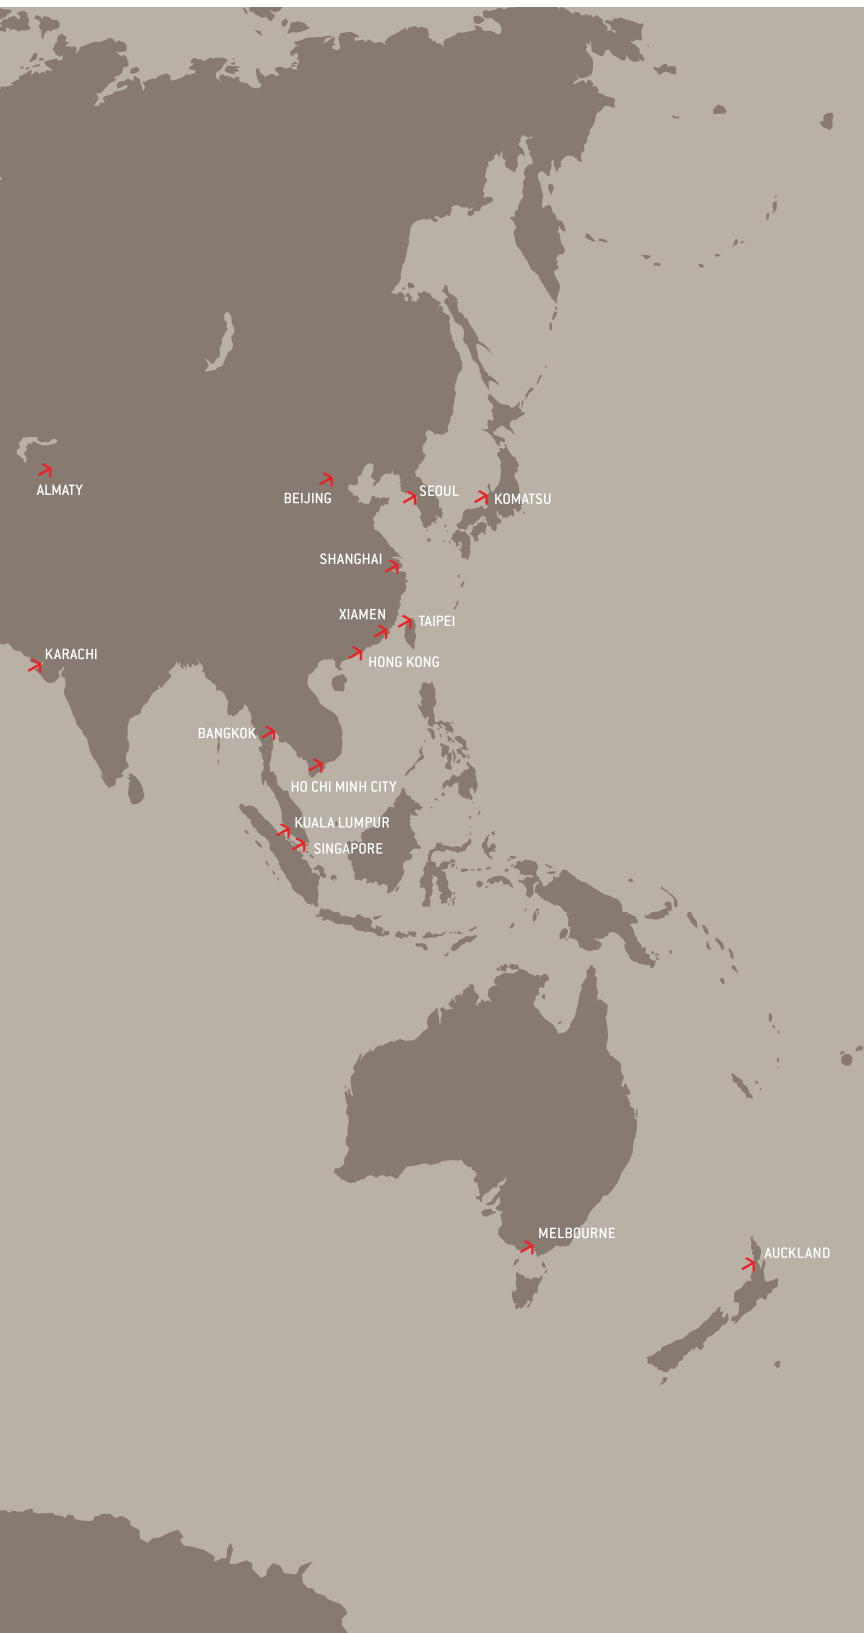 ALMATY
BEIJING
SEOUL
KOMATSU
SHANGHAI
XIAMEN
TAIPEI
KARACHI
HONG KONG
BANGKOK
HO CHI MINH CITY
KUALA LUMPUR
SINGAPORE
MELBOURNE
AUCKLAND